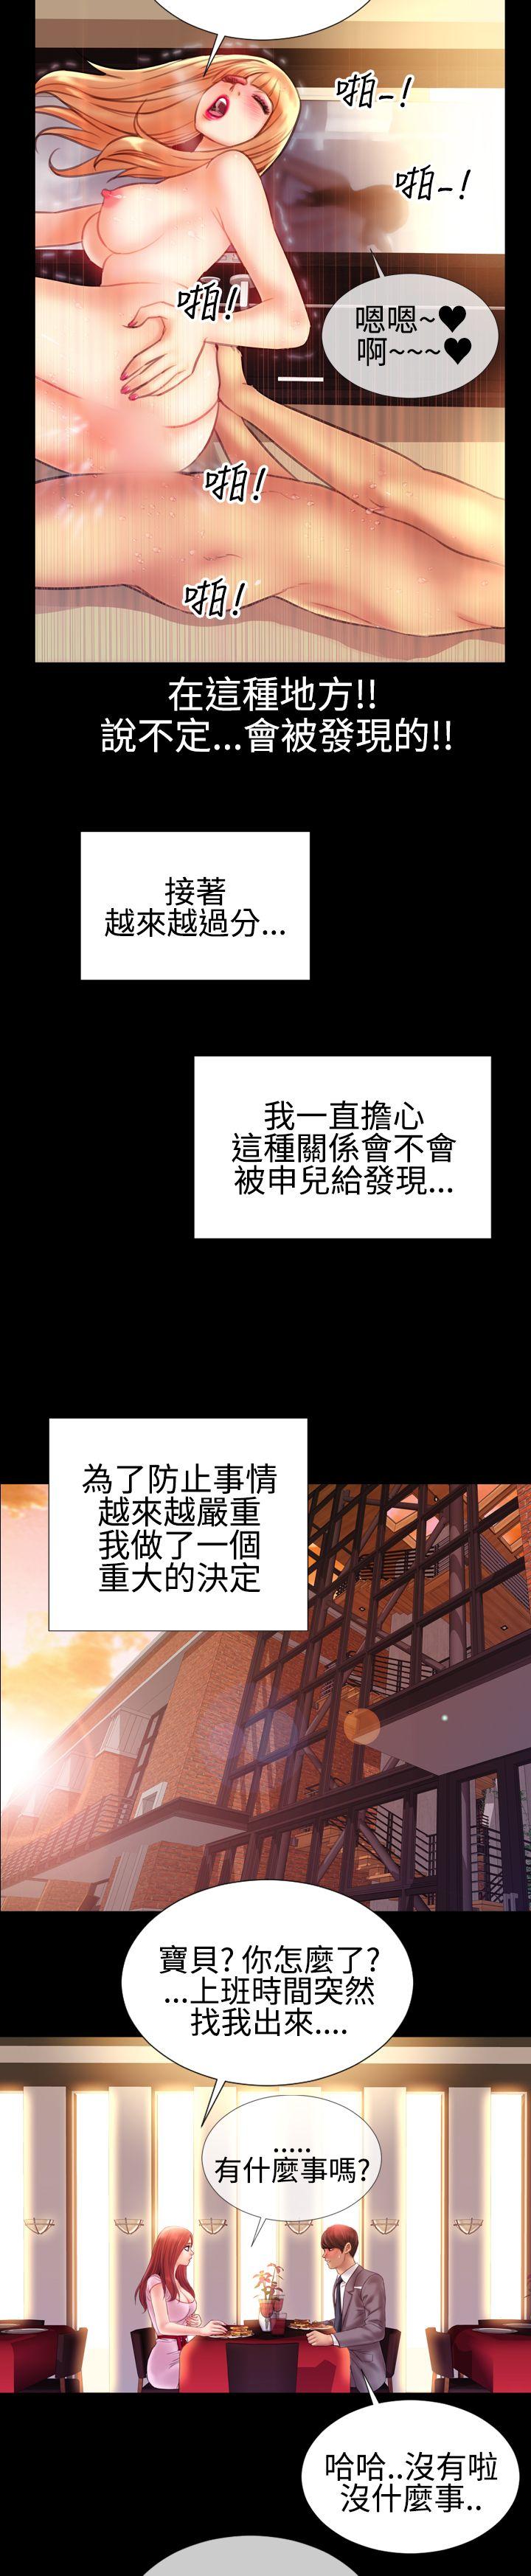 啪~!
啪~!
啪!
嗯嗯~♥
啊~~~♥
啪!
啪!
在這種地方!!
說不定...會被發現的!!
接著
越來越過分...
我一直擔心
這種關係會不會
被申兒給發現...
為了防止事情
越來越嚴重
我做了一個
重大的決定
寶貝? 你怎麼了?
...上班時間突然
找我出來....
.....
有什麼事嗎?
哈哈..沒有啦
沒什麼事..